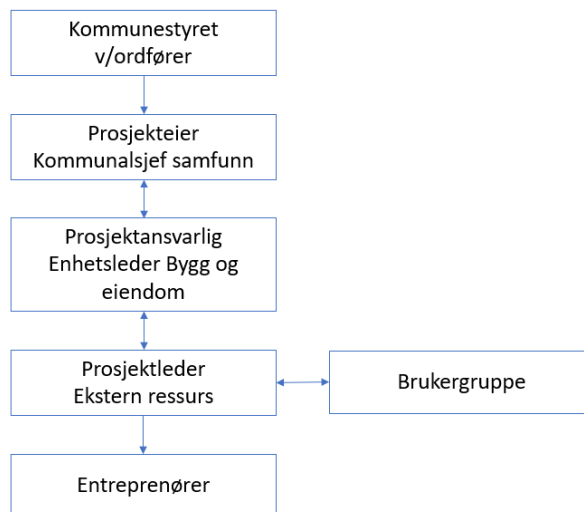 Kommunestyret
v/ordfører
Prosjekteier
Kommunalsjef samfunn
Prosjektansvarlig
Enhetsleder Bygg og
eiendom
Prosjektleder
Ekstern ressurs
Brukergruppe
Entreprenører